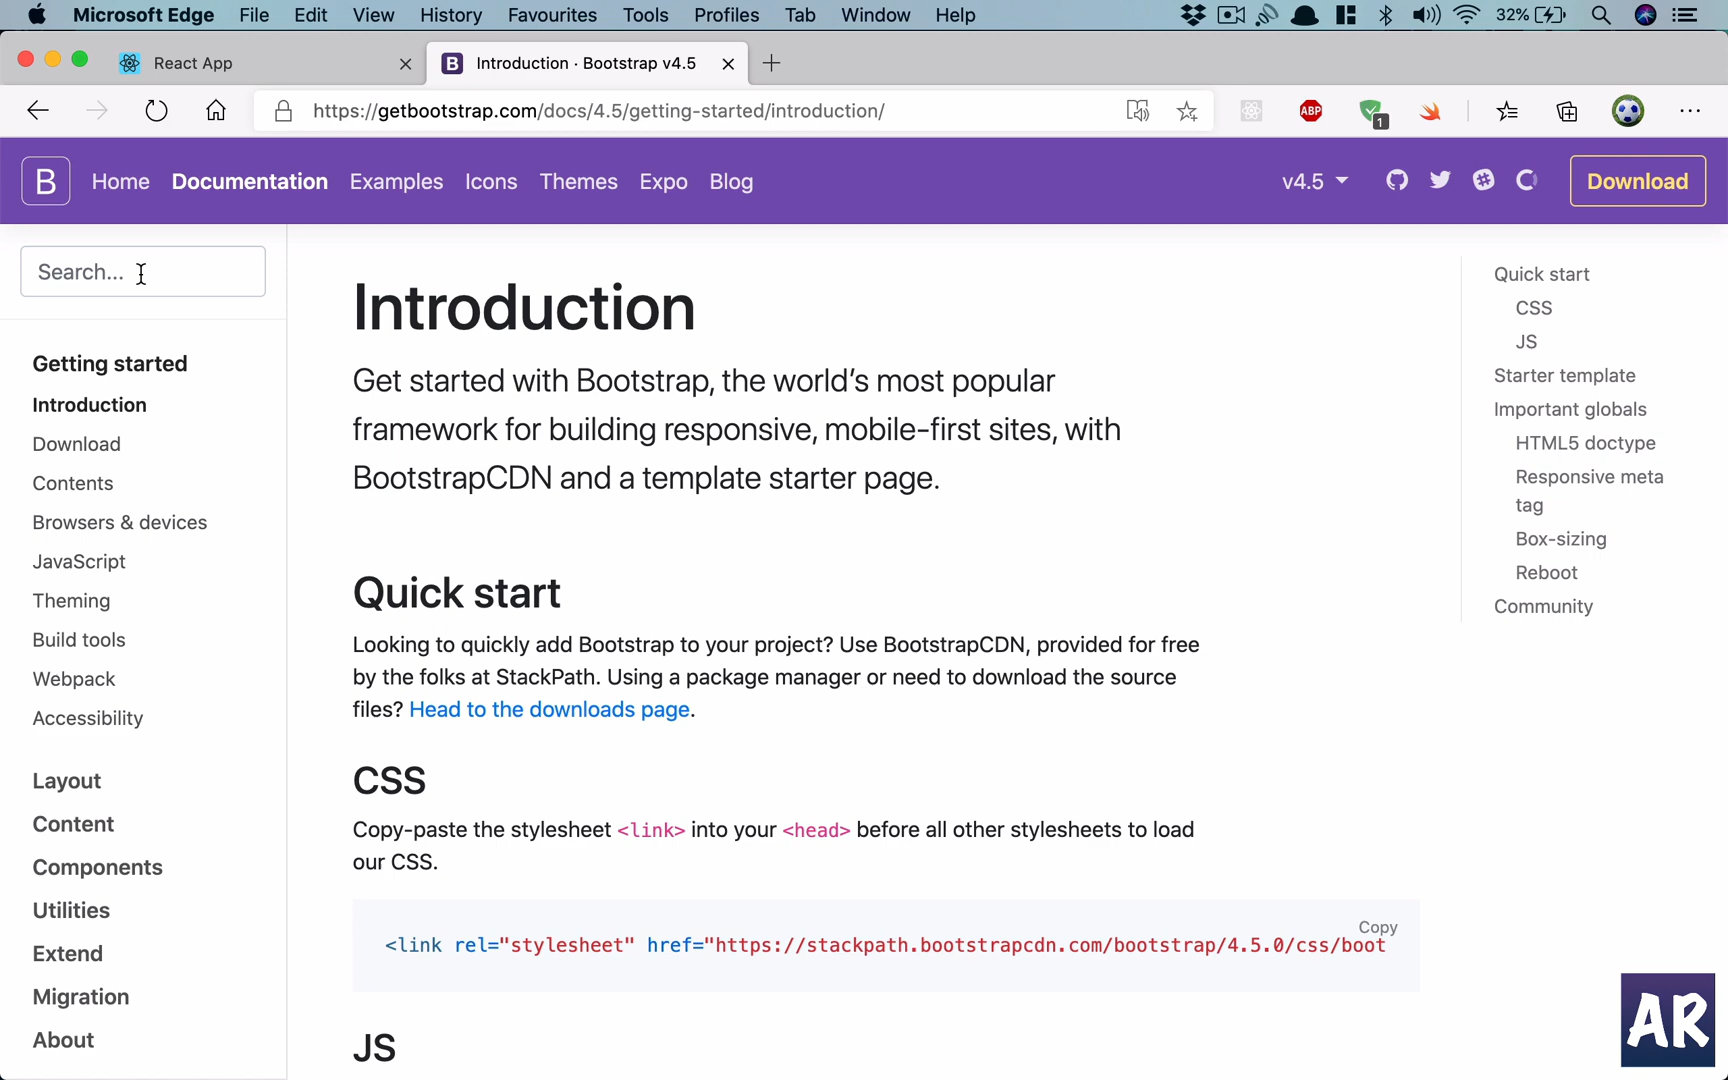 Microsoft Edge File Edit View History Favourites Tools Profiles Tab Window Help 32%
React App
Introduction · Bootstrap v4.5
https://getbootstrap.com/docs/4.5/getting-started/introduction/
ABP
1
B Home Documentation Examples Icons Themes Expo Blog v4.5 Download
Search...
Getting started
Introduction
Download
Contents
Browsers & devices
JavaScript
Theming
Build tools
Webpack
Accessibility
Layout
Content
Components
Utilities
Extend
Migration
About
Introduction
Get started with Bootstrap, the world’s most popular
framework for building responsive, mobile-first sites, with
BootstrapCDN and a template starter page.
Quick start
Looking to quickly add Bootstrap to your project? Use BootstrapCDN, provided for free
by the folks at StackPath. Using a package manager or need to download the source
files? Head to the downloads page.
CSS
Copy-paste the stylesheet <link> into your <head> before all other stylesheets to load
our CSS.
Copy
<link rel="stylesheet" href="https://stackpath.bootstrapcdn.com/bootstrap/4.5.0/css/boot
JS
Quick start
CSS
JS
Starter template
Important globals
HTML5 doctype
Responsive meta
tag
Box-sizing
Reboot
Community
AR